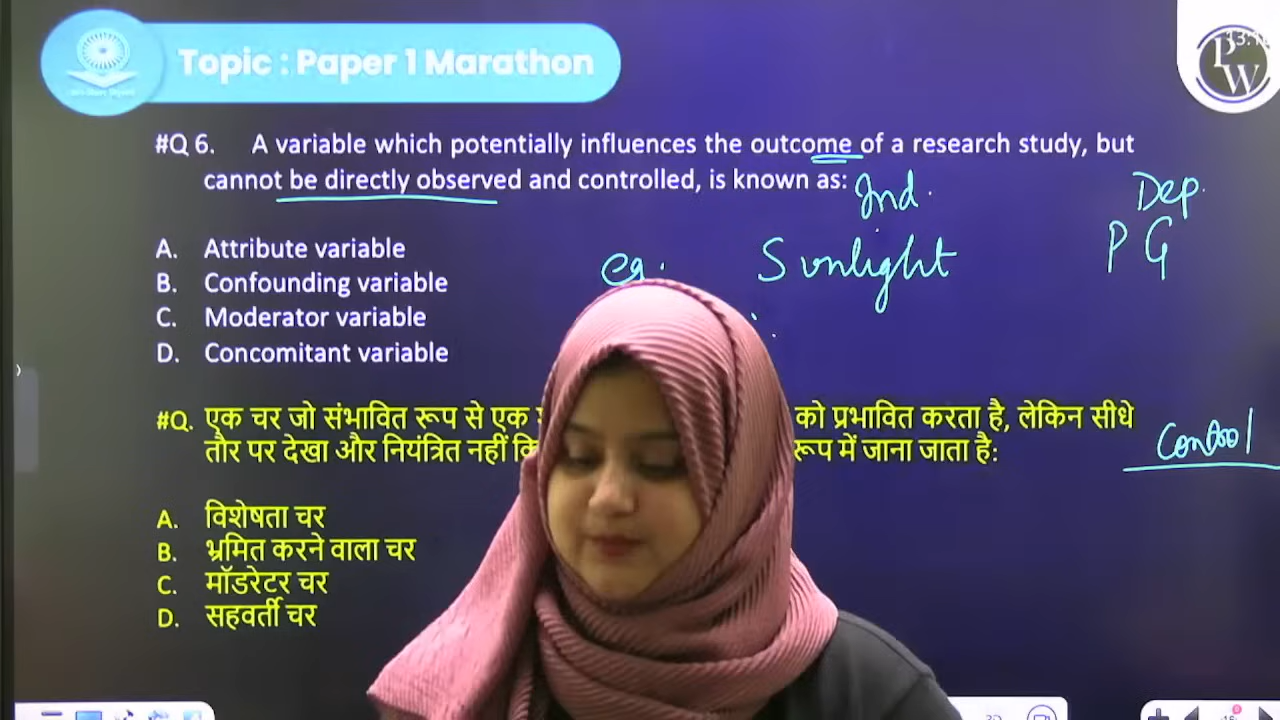 Topic : Paper 1 Marathon
PW
#Q 6. A variable which potentially influences the outcome of a research study, but
cannot be directly observed and controlled, is known as:
Ind.
Dep.
A. Attribute variable
eg.
Sunlight
P G
B. Confounding variable
C. Moderator variable
D. Concomitant variable
#Q. एक चर जो संभावित रूप से एक को प्रभावित करता है, लेकिन सीधे
तौर पर देखा और नियंत्रित नहीं रूप में जाना जाता है:
Control
A. विशेषता चर
B. भ्रमित करने वाला चर
C. मॉडरेटर चर
D. सहवर्ती चर